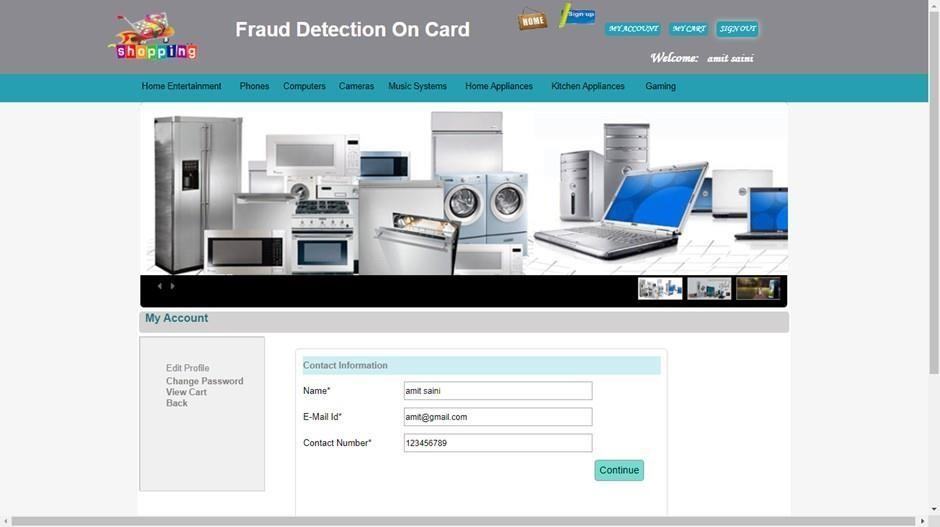 shopping
Fraud Detection On Card
HOME
Sign up
MY ACCOUNT
MY CART
SIGN OUT
Welcome: amit saini
Home Entertainment Phones Computers Cameras Music Systems Home Appliances Kitchen Appliances Gaming
My Account
Edit Profile
Change Password
View Cart
Back
Contact Information
Name* amit saini
E-Mail Id* amit@gmail.com
Contact Number* 123456789
Continue